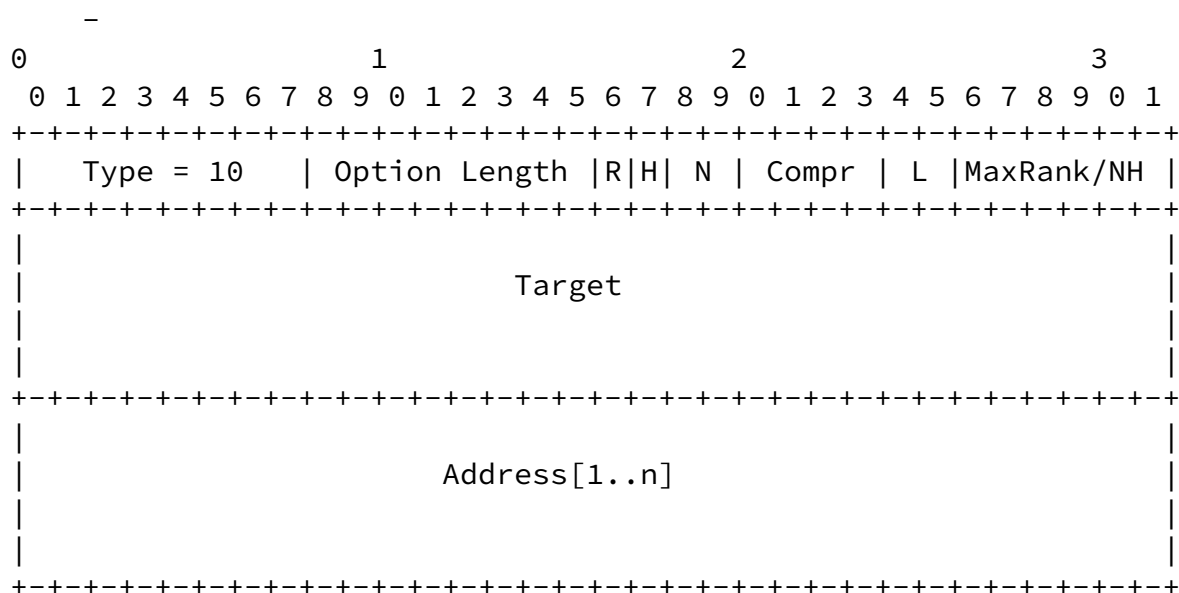 _
0                   1                   2                   3
 0 1 2 3 4 5 6 7 8 9 0 1 2 3 4 5 6 7 8 9 0 1 2 3 4 5 6 7 8 9 0 1
+-+-+-+-+-+-+-+-+-+-+-+-+-+-+-+-+-+-+-+-+-+-+-+-+-+-+-+-+-+-+-+-+
|   Type = 10   | Option Length |R|H| N | Compr | L |MaxRank/NH |
+-+-+-+-+-+-+-+-+-+-+-+-+-+-+-+-+-+-+-+-+-+-+-+-+-+-+-+-+-+-+-+-+
|                                                               |
|                           Target                              |
|                                                               |
|                                                               |
+-+-+-+-+-+-+-+-+-+-+-+-+-+-+-+-+-+-+-+-+-+-+-+-+-+-+-+-+-+-+-+-+
|                                                               |
|                       Address[1..n]                           |
|                                                               |
|                                                               |
+-+-+-+-+-+-+-+-+-+-+-+-+-+-+-+-+-+-+-+-+-+-+-+-+-+-+-+-+-+-+-+-+